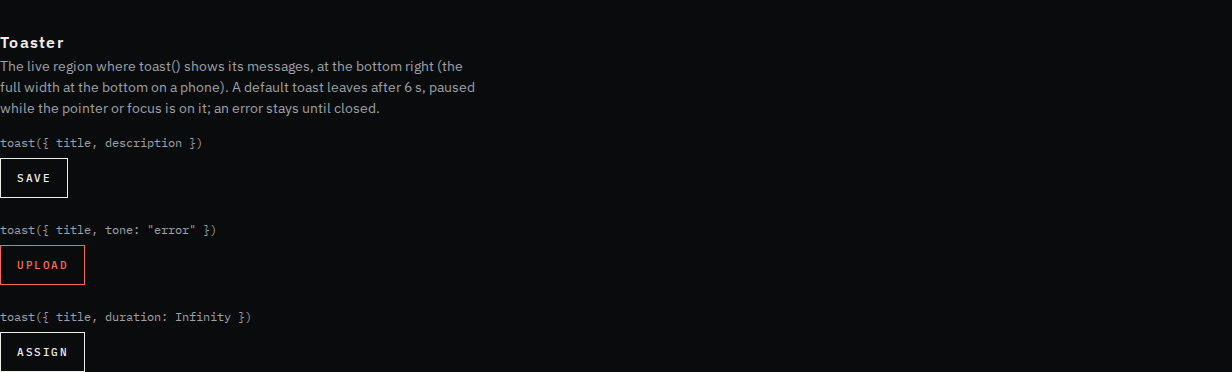 Toaster
The live region where toast() shows its messages, at the bottom right (the
full width at the bottom on a phone). A default toast leaves after 6 s, paused
while the pointer or focus is on it; an error stays until closed.
toast({ title, description })
SAVE
toast({ title, tone: "error" })
UPLOAD
toast({ title, duration: Infinity })
ASSIGN